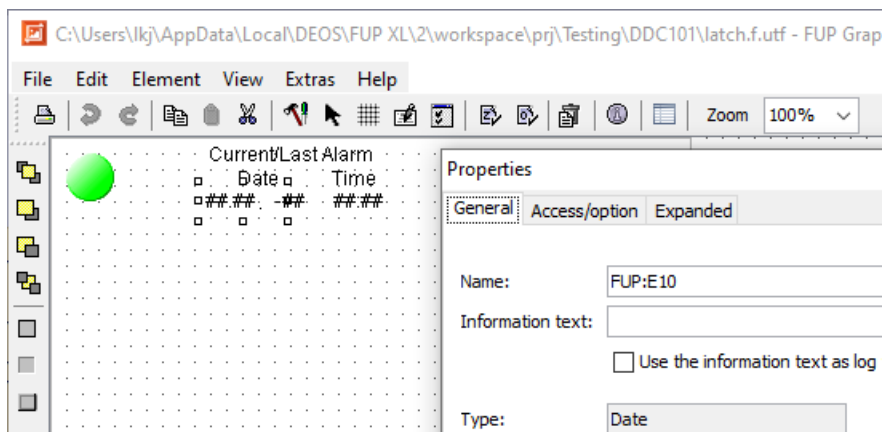 C:\Users\lkj\AppData\Local\DEOS\FUP XL\2\workspace\prj\Testing\DDC101\latch.f.utf - FUP Grap
File Edit Element View Extras Help
Zoom 100%
Current/Last Alarm
Date Time
##.##. -## ##:##
Properties
General Access/option Expanded
Name: FUP:E10
Information text:
Use the information text as log
Type: Date